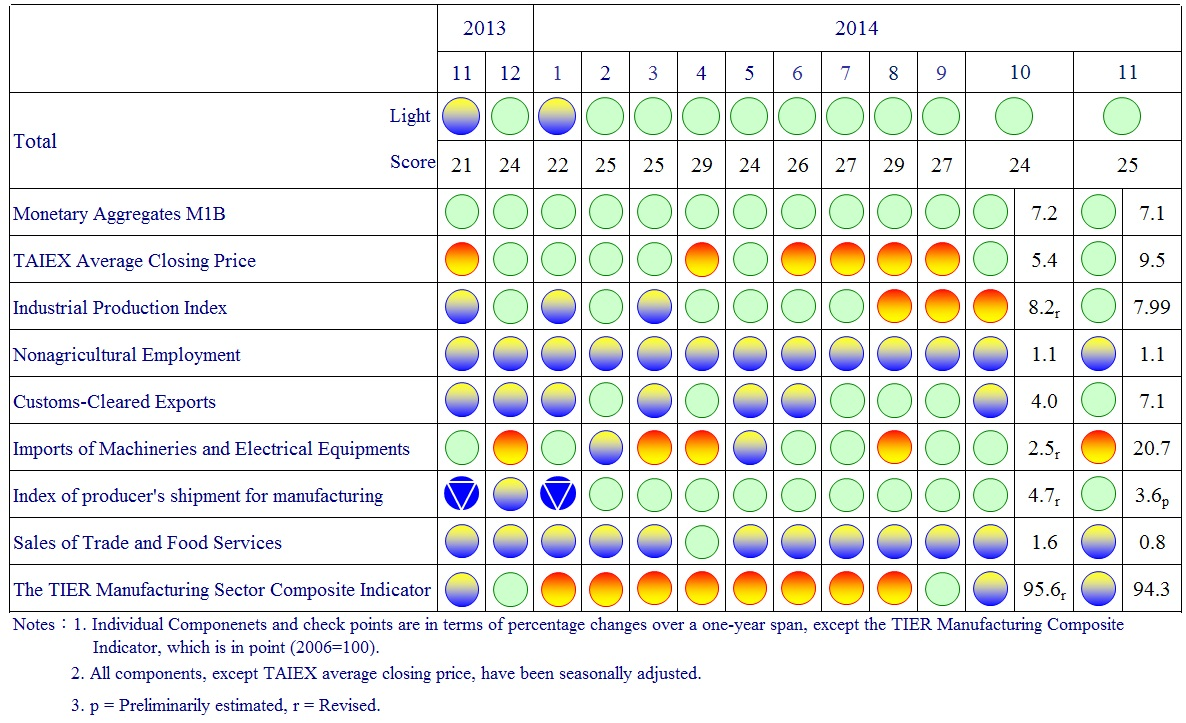 2013 2014
11 12 1 2 3 4 5 6 7 8 9 10 11
Light
Total
Score 21 24 22 25 25 29 24 26 27 29 27 24 25
Monetary Aggregates M1B 7.2 7.1
TAIEX Average Closing Price 5.4 9.5
Industrial Production Index 8.2r 7.99
Nonagricultural Employment 1.1 1.1
Customs-Cleared Exports 4.0 7.1
Imports of Machineries and Electrical Equipments 2.5r 20.7
Index of producer's shipment for manufacturing 4.7r 3.6p
Sales of Trade and Food Services 1.6 0.8
The TIER Manufacturing Sector Composite Indicator 95.6r 94.3
Notes：1. Individual Componenets and check points are in terms of percentage changes over a one-year span, except the TIER Manufacturing Composite
Indicator, which is in point (2006=100).
2. All components, except TAIEX average closing price, have been seasonally adjusted.
3. p = Preliminarily estimated, r = Revised.